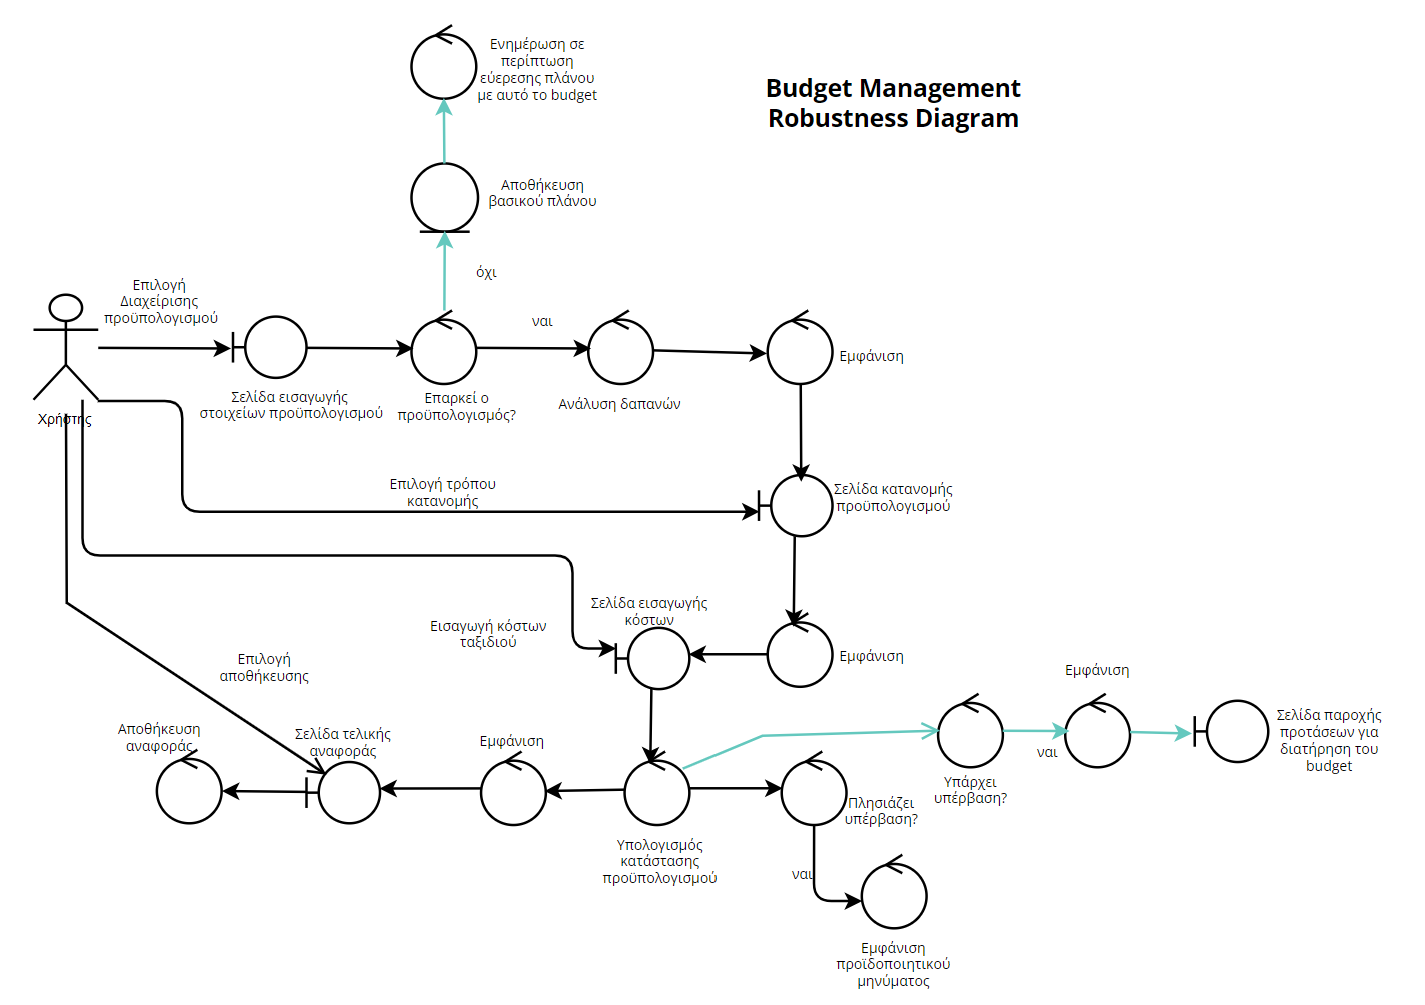 Ενημέρωση σε
περίπτωση
εύερεσης πλάνου
με αυτό το budget
Budget Management
Robustness Diagram
Αποθήκευση
βασικού πλάνου
όχι
Επιλογή
Διαχείρισης
προϋπολογισμού
ναι
Εμφάνιση
Σελίδα εισαγωγής
στοιχείων προϋπολογισμού
Επαρκεί ο
προϋπολογισμός?
Ανάλυση δαπανών
Χρήστης
Επιλογή τρόπου
κατανομής
Σελίδα κατανομής
προϋπολογισμού
Σελίδα εισαγωγής
κόστων
Εισαγωγή κόστων
ταξιδιού
Εμφάνιση
Επιλογή
αποθήκευσης
Εμφάνιση
Αποθήκευση
αναφοράς
Σελίδα τελικής
αναφοράς
Εμφάνιση
Σελίδα παροχής
προτάσεων για
διατήρηση του
budget
ναι
Υπάρχει
υπέρβαση?
Πλησιάζει
υπέρβαση?
Υπολογισμός
κατάστασης
προϋπολογισμού
ναι
Εμφάνιση
προϊδοποιητικού
μηνύματος